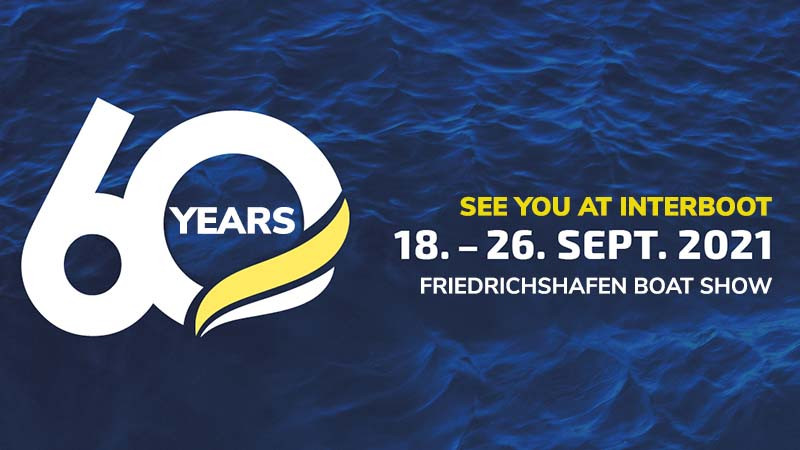 60
YEARS
SEE YOU AT INTERBOOT
18. – 26. SEPT. 2021
FRIEDRICHSHAFEN BOAT SHOW